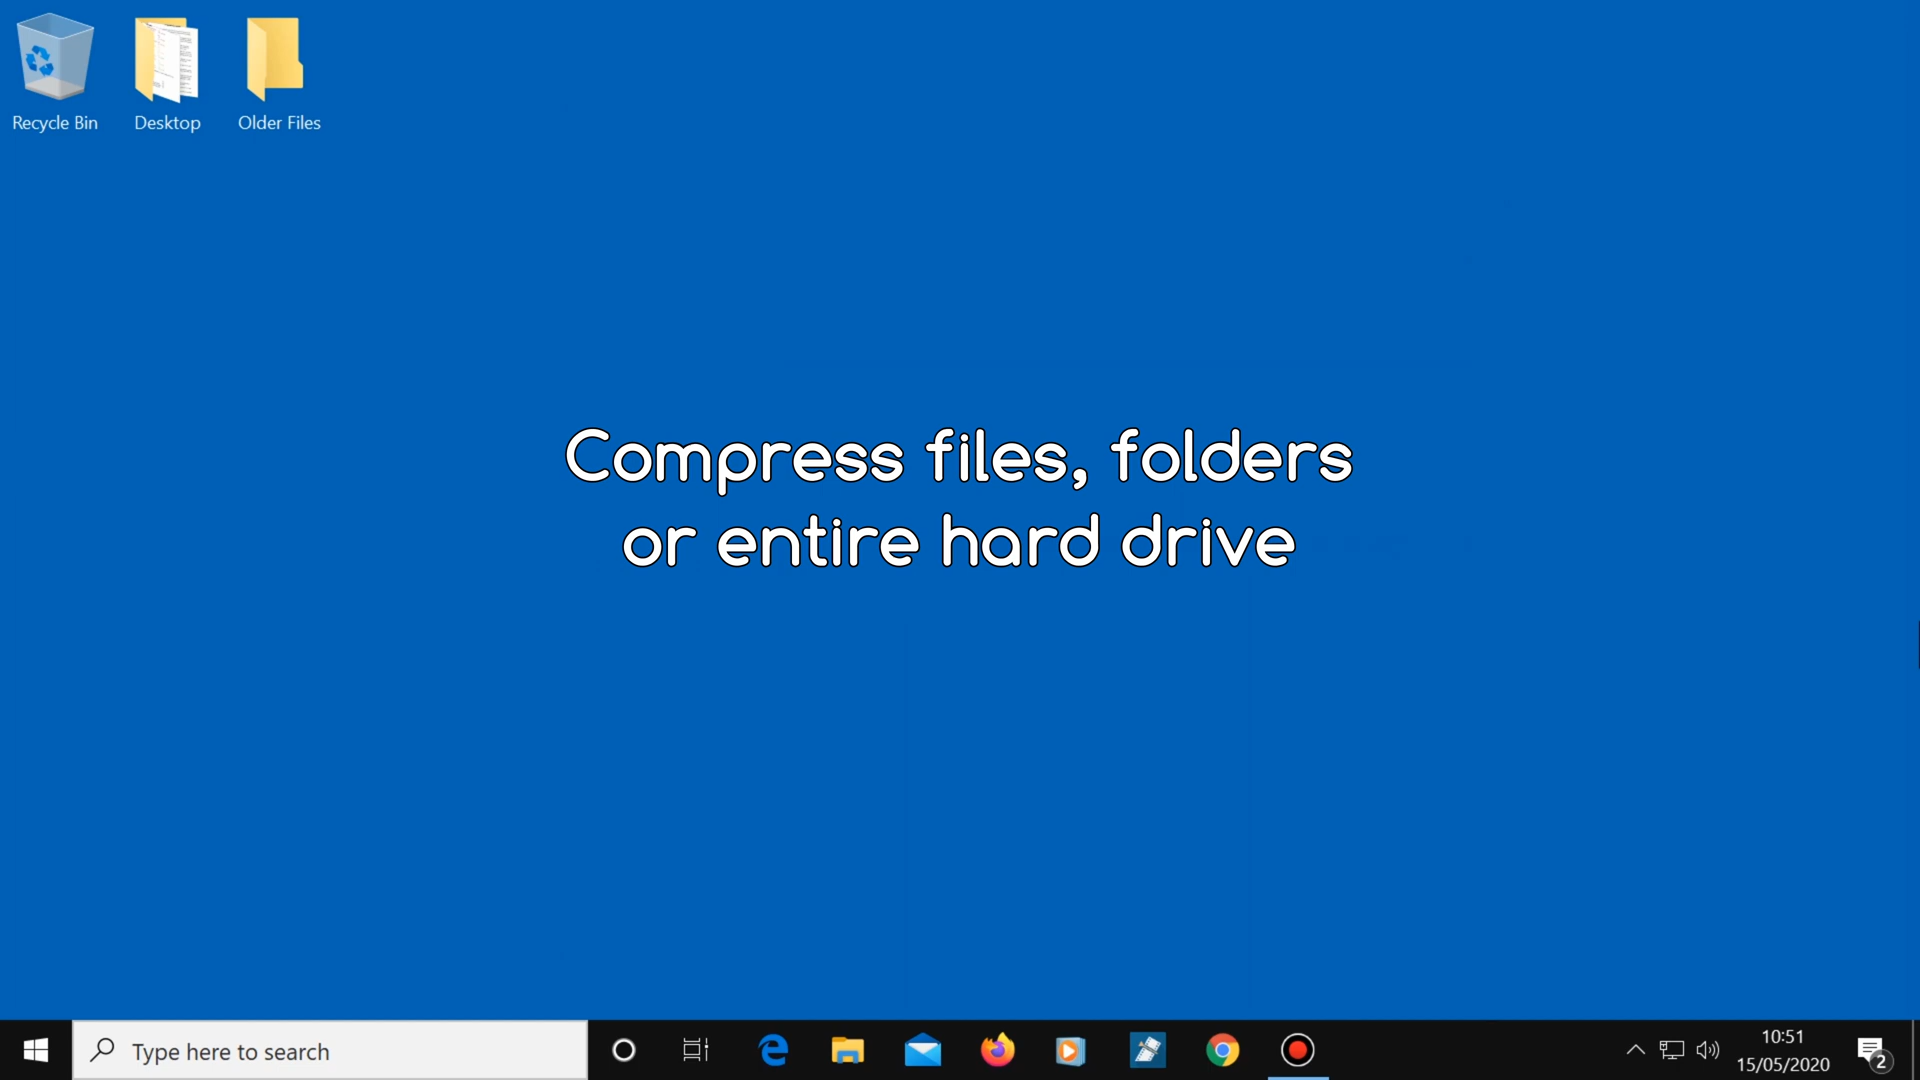 Recycle Bin
Desktop
Older Files
Compress files, folders
or entire hard drive
Type here to search
10:51
15/05/2020
2